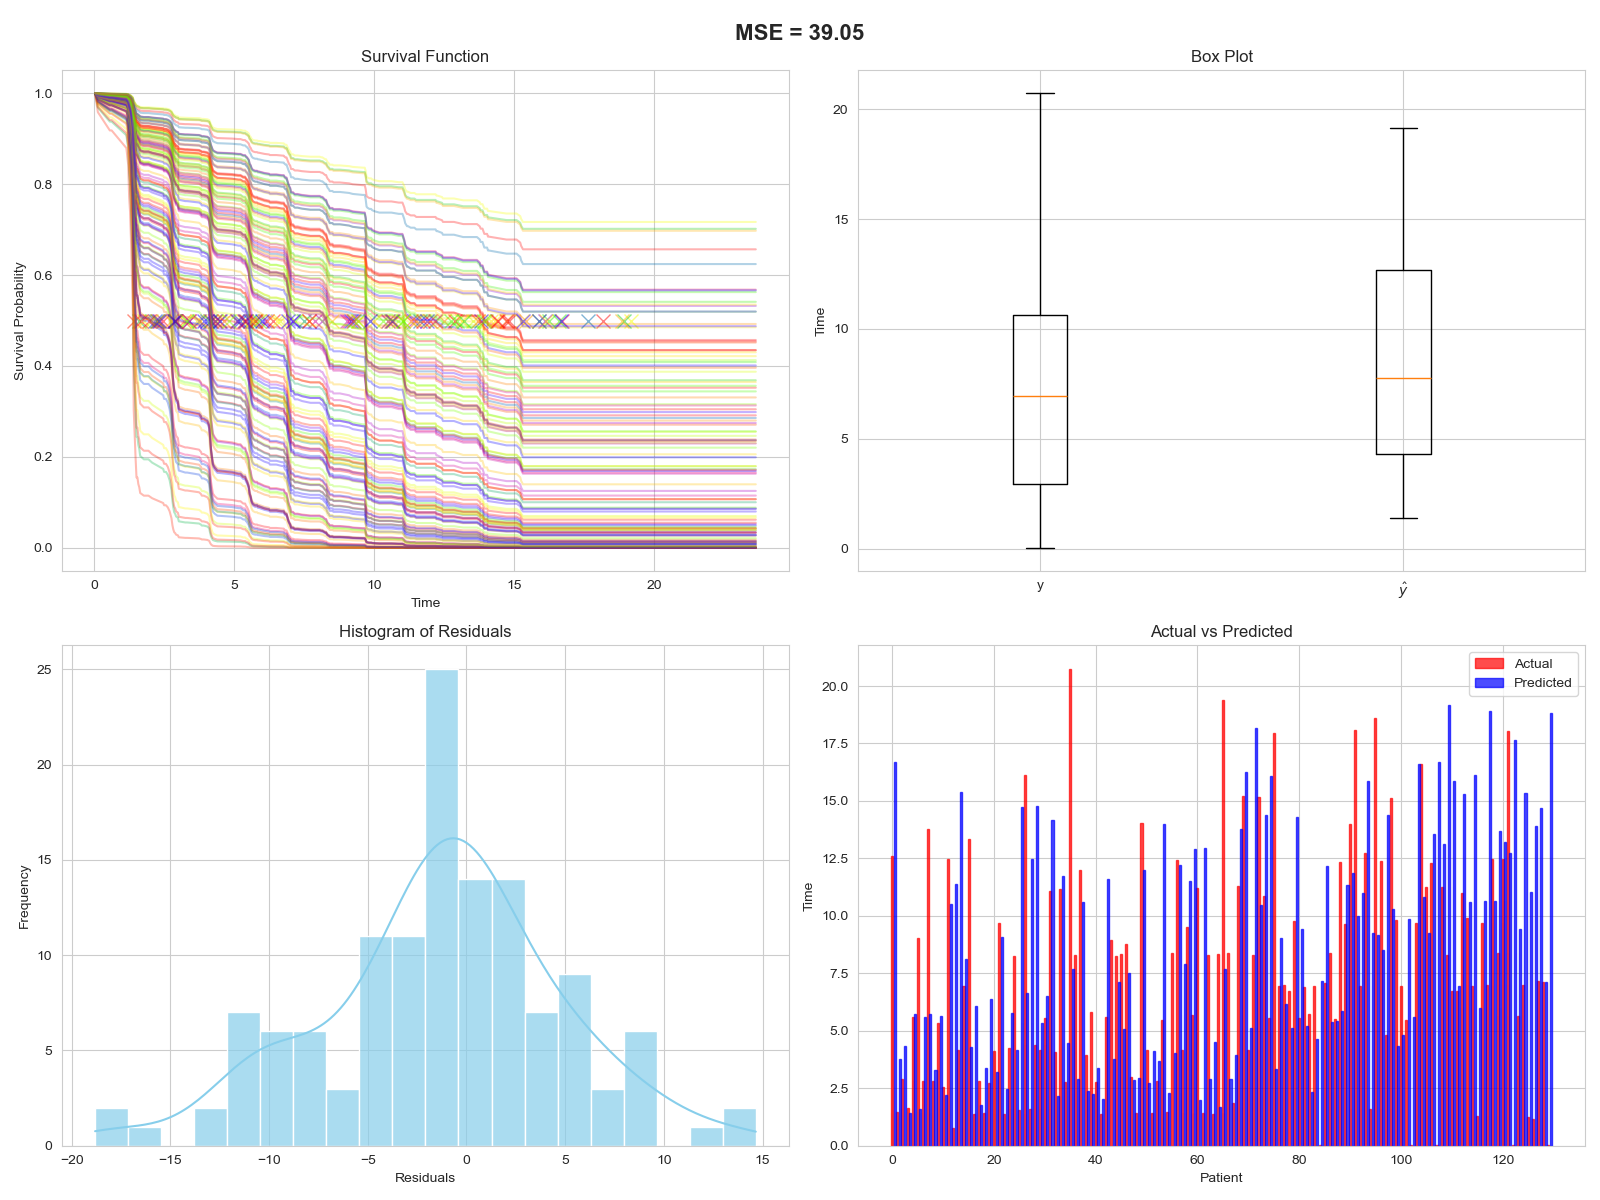 MSE = 39.05
Survival Function
Survival Probability
1.0
0.8
0.6
0.4
0.2
0.0
0
5
10
15
20
Time
Box Plot
Time
20
15
10
5
0
y
ŷ
Histogram of Residuals
Frequency
25
20
15
10
5
0
−20
−15
−10
−5
0
5
10
15
Residuals
Actual vs Predicted
Actual
Predicted
Time
20.0
17.5
15.0
12.5
10.0
7.5
5.0
2.5
0.0
0
20
40
60
80
100
120
Patient